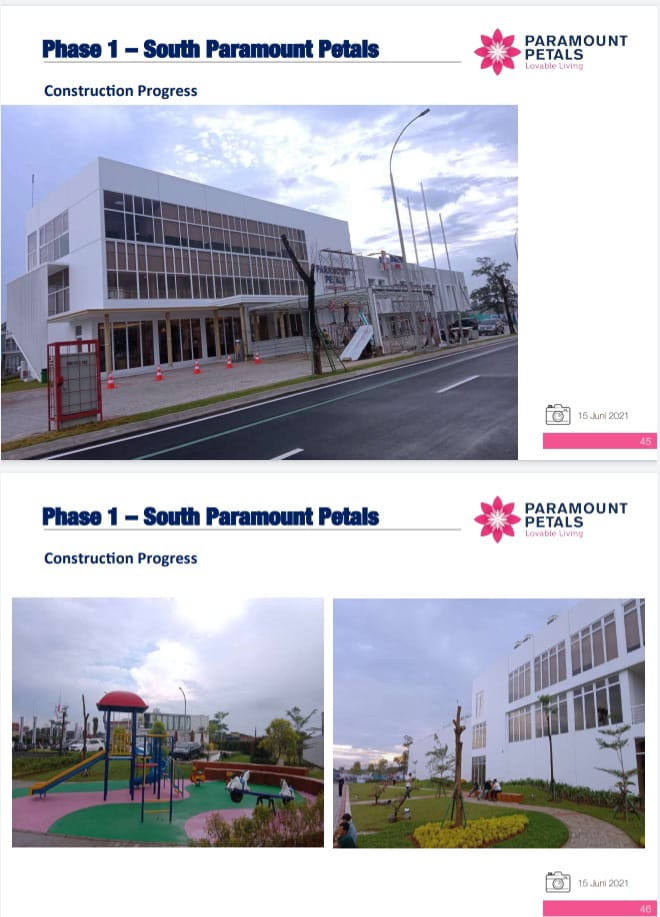 Phase 1 – South Paramount Petals
PARAMOUNT
PETALS
Lovable Living
Construction Progress
PARAMOUNT
PETALS
15 Juni 2021
45
Phase 1 – South Paramount Petals
PARAMOUNT
PETALS
Lovable Living
Construction Progress
15 Juni 2021
46